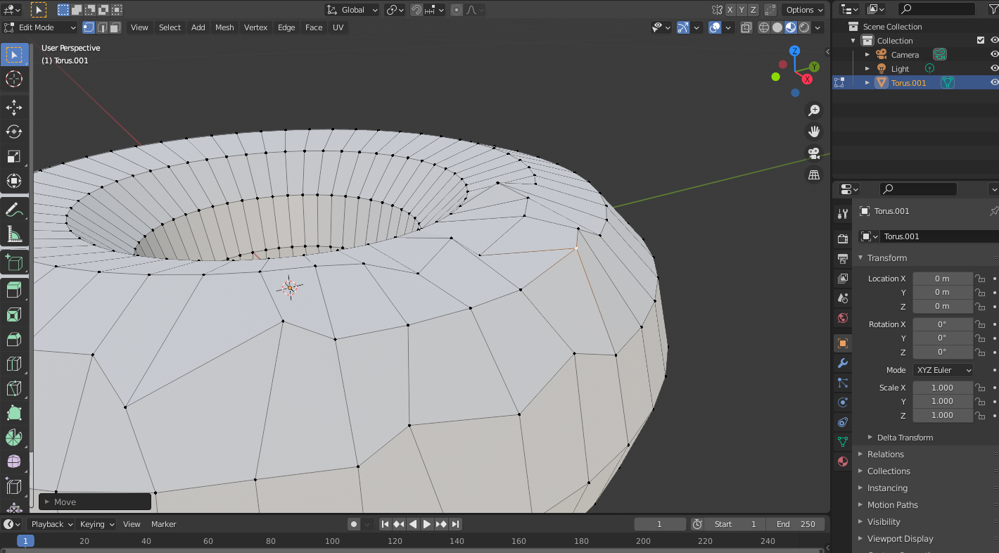 Global
X Y Z
Options
Edit Mode
View Select Add Mesh Vertex Edge Face UV
User Perspective
(1) Torus.001
Z
Y
X
Move
Scene Collection
Collection
Camera
Light
Torus.001
Torus.001
Torus.001
Transform
Location X 0 m
Y 0 m
Z 0 m
Rotation X 0°
Y 0°
Z 0°
Mode XYZ Euler
Scale X 1.000
Y 1.000
Z 1.000
Delta Transform
Relations
Collections
Instancing
Motion Paths
Visibility
Viewport Display
Playback Keying View Marker
1 Start 1 End 250
1 20 40 60 80 100 120 140 160 180 200 220 240